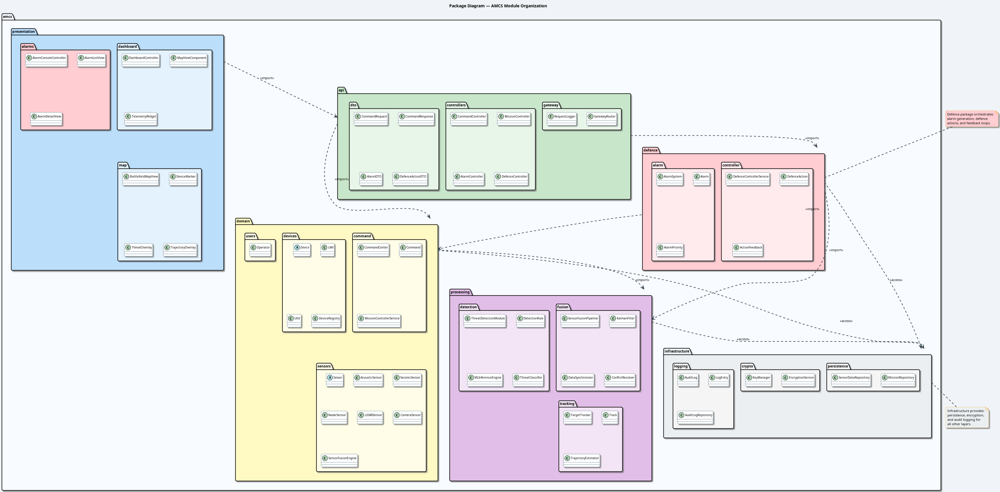 Package Diagram — AMCS Module Organization
amcs
presentation
alarms
AlarmConsoleController
AlarmListView
AlarmDetailView
dashboard
DashboardController
MapViewComponent
TelemetryWidget
map
BattlefieldMapView
DeviceMarker
ThreatOverlay
TrajectoryOverlay
«import»
api
dto
CommandRequest
CommandResponse
AlarmDTO
DefenceActionDTO
controllers
CommandController
MissionController
AlarmController
DefenceController
gateway
RequestLogger
GatewayRouter
«import»
«import»
Defence package orchestrates:
alarm generation, defence
actions, and feedback loops.
defence
alarm
AlarmSystem
Alarm
AlarmPriority
controller
DefenceControllerService
DefenceAction
ActionFeedback
«import»
«import»
«access»
domain
users
Operator
devices
Device
UAV
UGV
DeviceRegistry
command
CommandCenter
Command
MissionControllerService
sensors
Sensor
AcousticSensor
SeismicSensor
RadarSensor
LiDARSensor
CameraSensor
SensorFusionEngine
«import»
«access»
processing
detection
ThreatDetectionModule
DetectionRule
MLInferenceEngine
ThreatClassifier
fusion
SensorFusionPipeline
KalmanFilter
DataSynchronizer
ConflictResolver
tracking
TargetTracker
Track
TrajectoryEstimator
«access»
infrastructure
logging
AuditLog
LogEntry
AuditLogRepository
crypto
KeyManager
EncryptionService
persistence
SensorDataRepository
MissionRepository
Infrastructure provides:
persistence, encryption,
and audit logging for
all other layers.